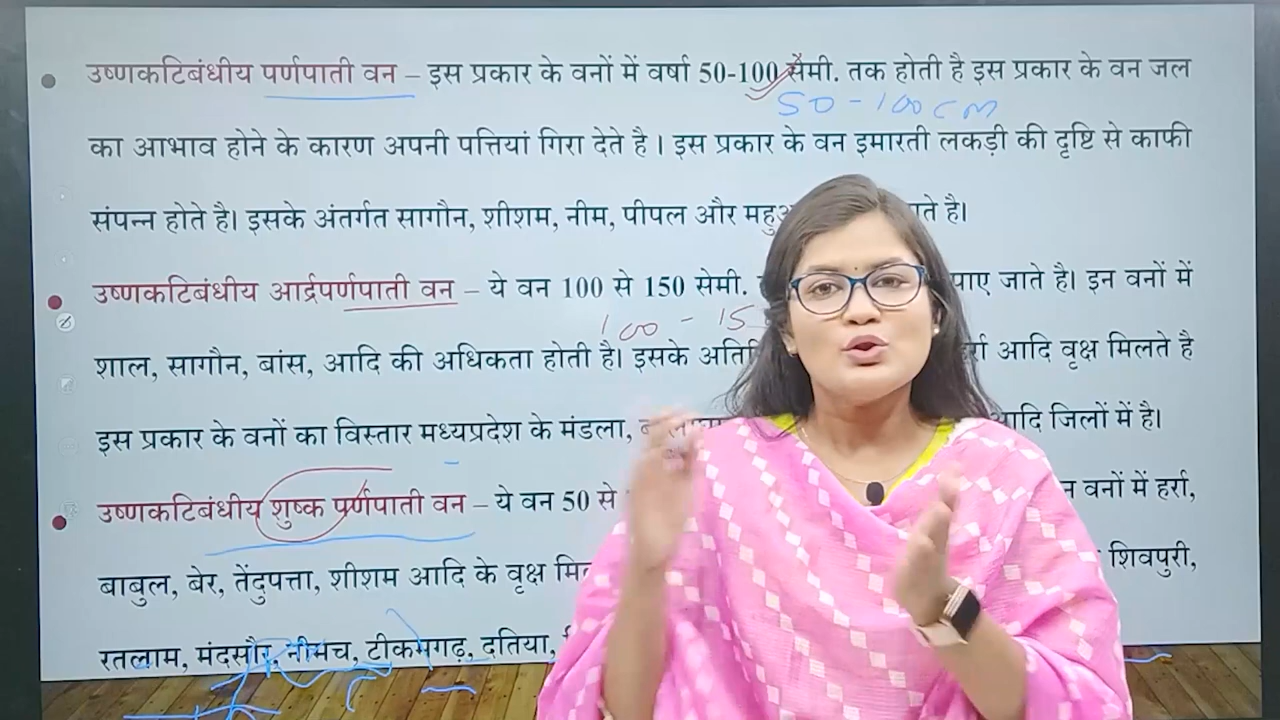 उष्णकटिबंधीय पर्णपाती वन – इस प्रकार के वनों में वर्षा 50-100 सैमी. तक होती है इस प्रकार के वन जल
50 - 100 cm
का आभाव होने के कारण अपनी पत्तियां गिरा देते है । इस प्रकार के वन इमारती लकड़ी की दृष्टि से काफी
संपन्न होते है। इसके अंतर्गत सागौन, शीशम, नीम, पीपल और है।
उष्णकटिबंधीय आर्द्रपर्णपाती वन – ये वन 100 से 150 सेमी. पाए जाते है। इन वनों में
100 - 15
शाल, सागौन, बांस, आदि की अधिकता होती है। इसके आदि वृक्ष मिलते है
इस प्रकार के वनों का विस्तार मध्यप्रदेश के मंडला, आदि जिलों में है।
उष्णकटिबंधीय शुष्क पर्णपाती वन – ये वन 50 से वनों में हर्रा,
बाबुल, बेर, तेंदुपत्ता, शीशम आदि के वृक्ष शिवपुरी,
रतलाम, मंदसौर, नीमच, टीकमगढ़, दतिया,